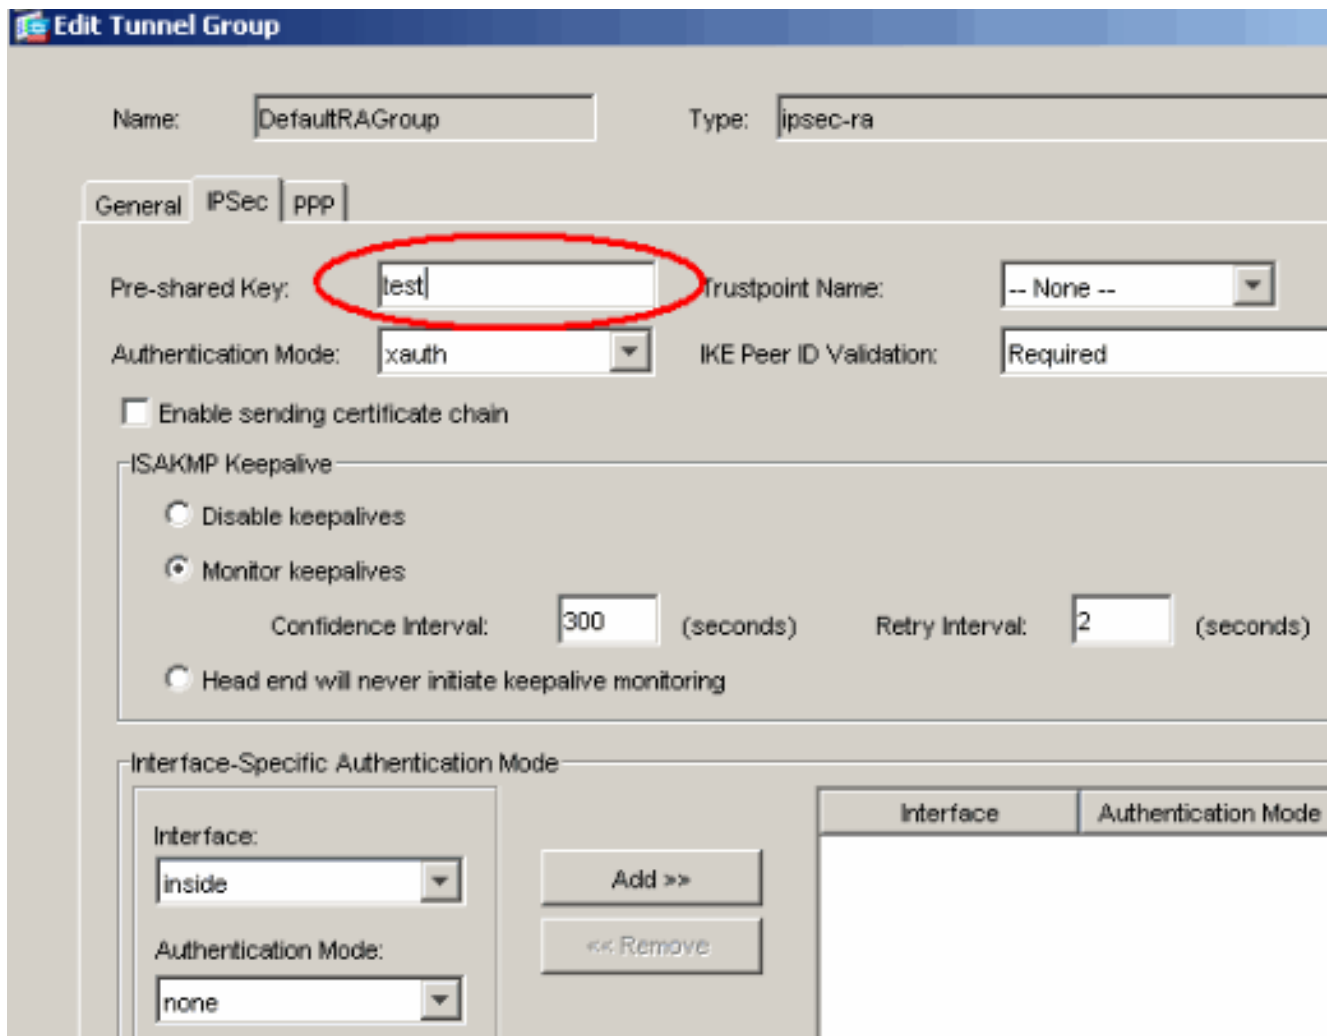 Edit Tunnel Group
Name: DefaultRAGroup Type: ipsec-ra
General IPSec PPP
Pre-shared Key: test Trustpoint Name: -- None --
Authentication Mode: xauth IKE Peer ID Validation: Required
Enable sending certificate chain
ISAKMP Keepalive
Disable keepalives
Monitor keepalives
Confidence Interval: 300 (seconds) Retry Interval: 2 (seconds)
Head end will never initiate keepalive monitoring
Interface-Specific Authentication Mode
Interface Authentication Mode
Interface:
inside Add >>
Authentication Mode: << Remove
none